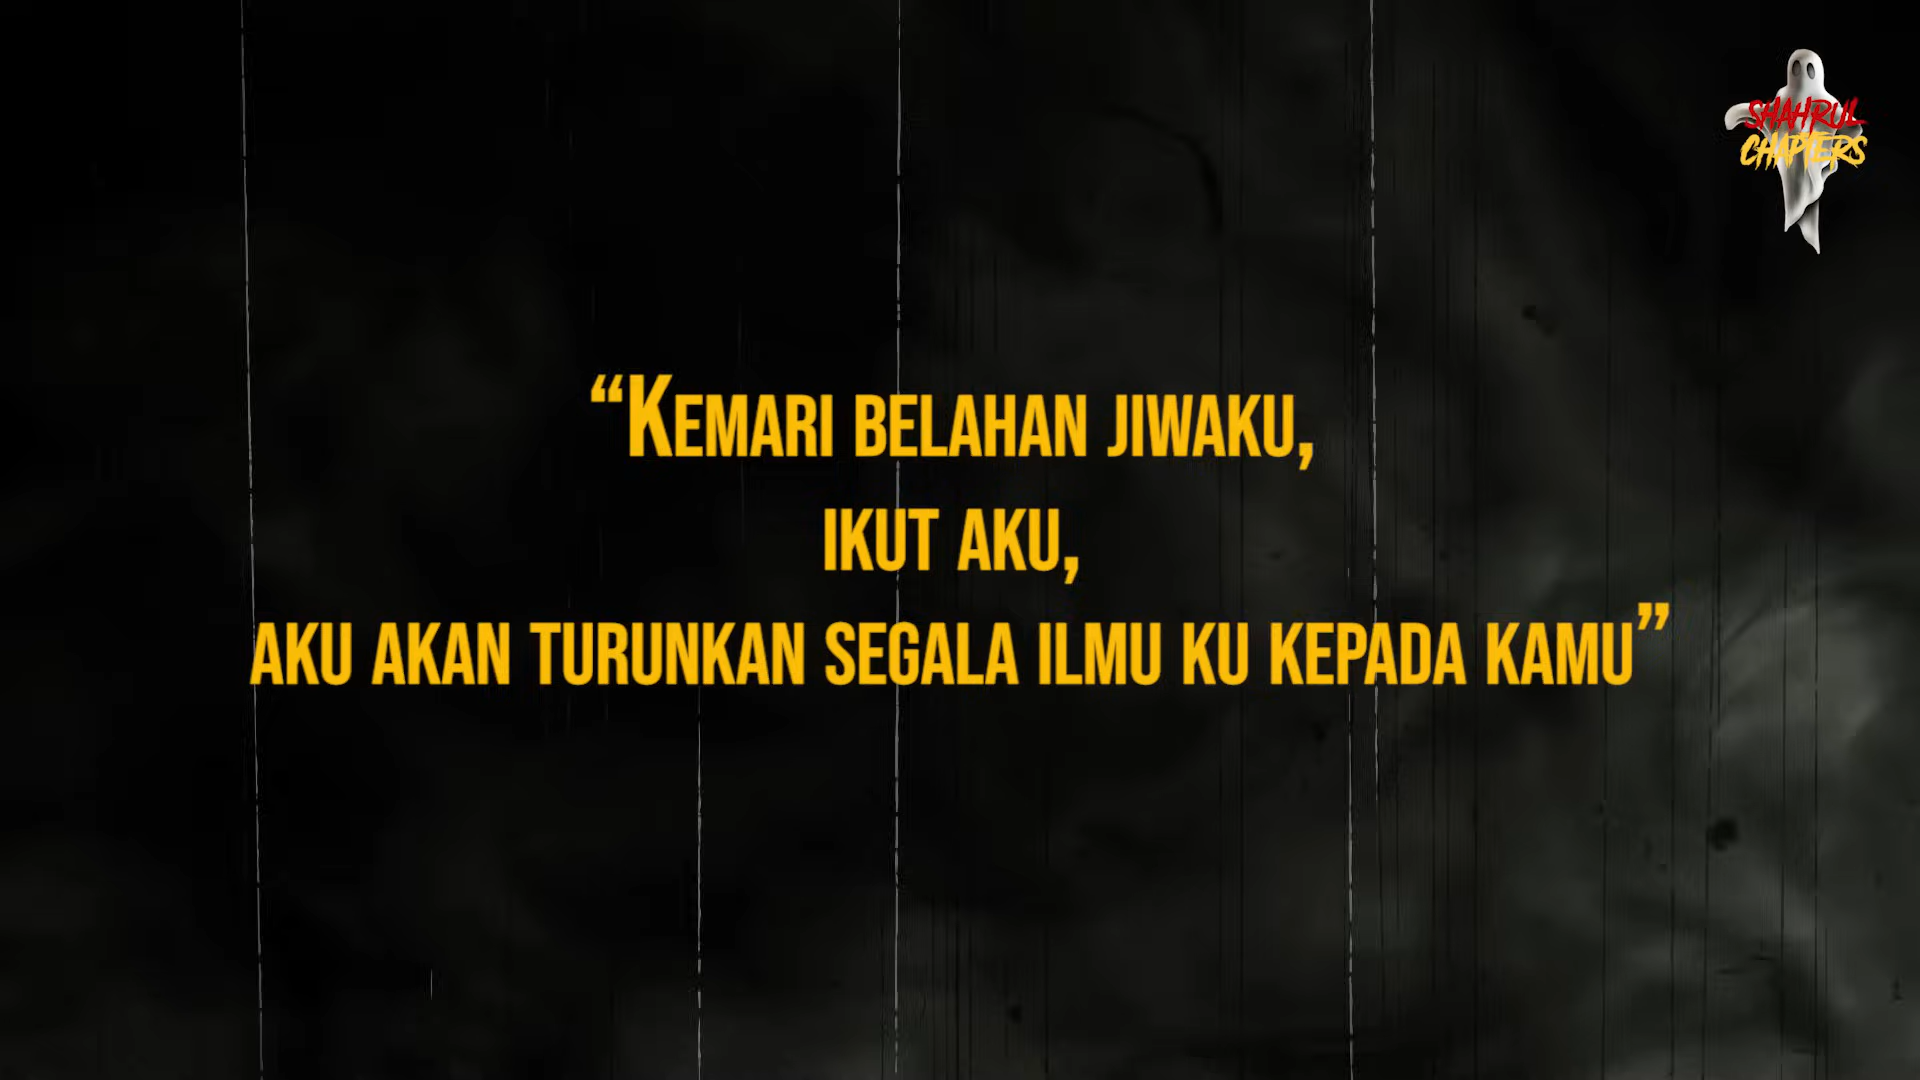 SHAHRUL
CHAPTERS
“KEMARI BELAHAN JIWAKU,
IKUT AKU,
AKU AKAN TURUNKAN SEGALA ILMU KU KEPADA KAMU”